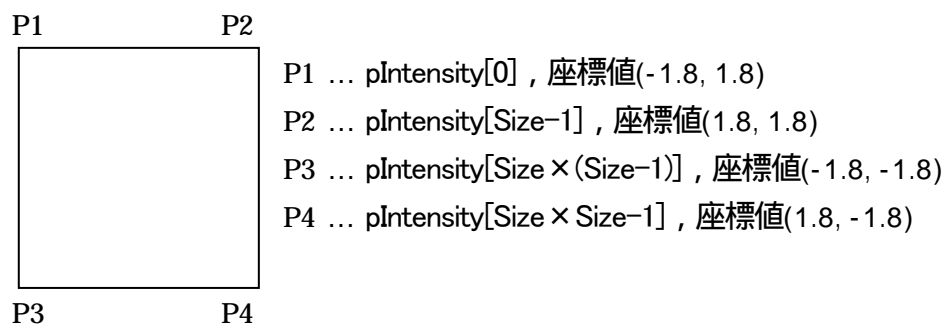 P1 P2
P1 … pIntensity[0] , 座標値(-1.8, 1.8)
P2 … pIntensity[Size-1] , 座標値(1.8, 1.8)
P3 … pIntensity[Size×(Size-1)] , 座標値(-1.8, -1.8)
P4 … pIntensity[Size×Size-1] , 座標値(1.8, -1.8)
P3 P4